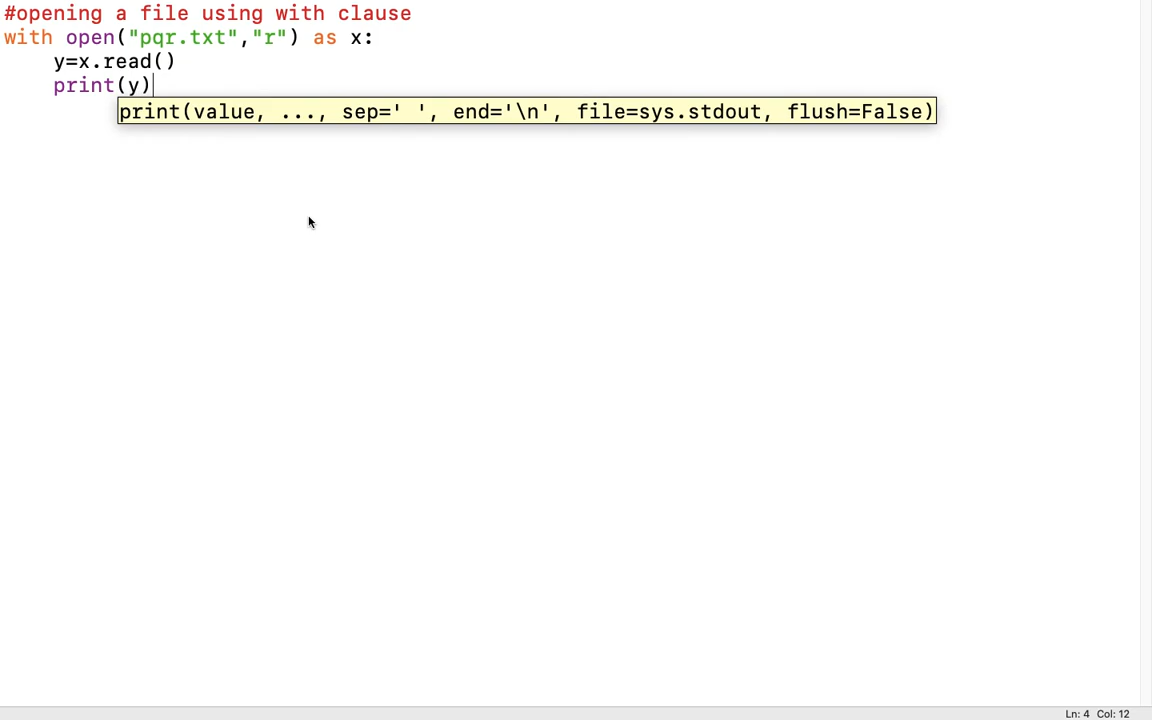 #opening a file using with clause
with open("pqr.txt","r") as x:
    y=x.read()
    print(y)
print(value, ..., sep=' ', end='\n', file=sys.stdout, flush=False)
Ln: 4 Col: 12